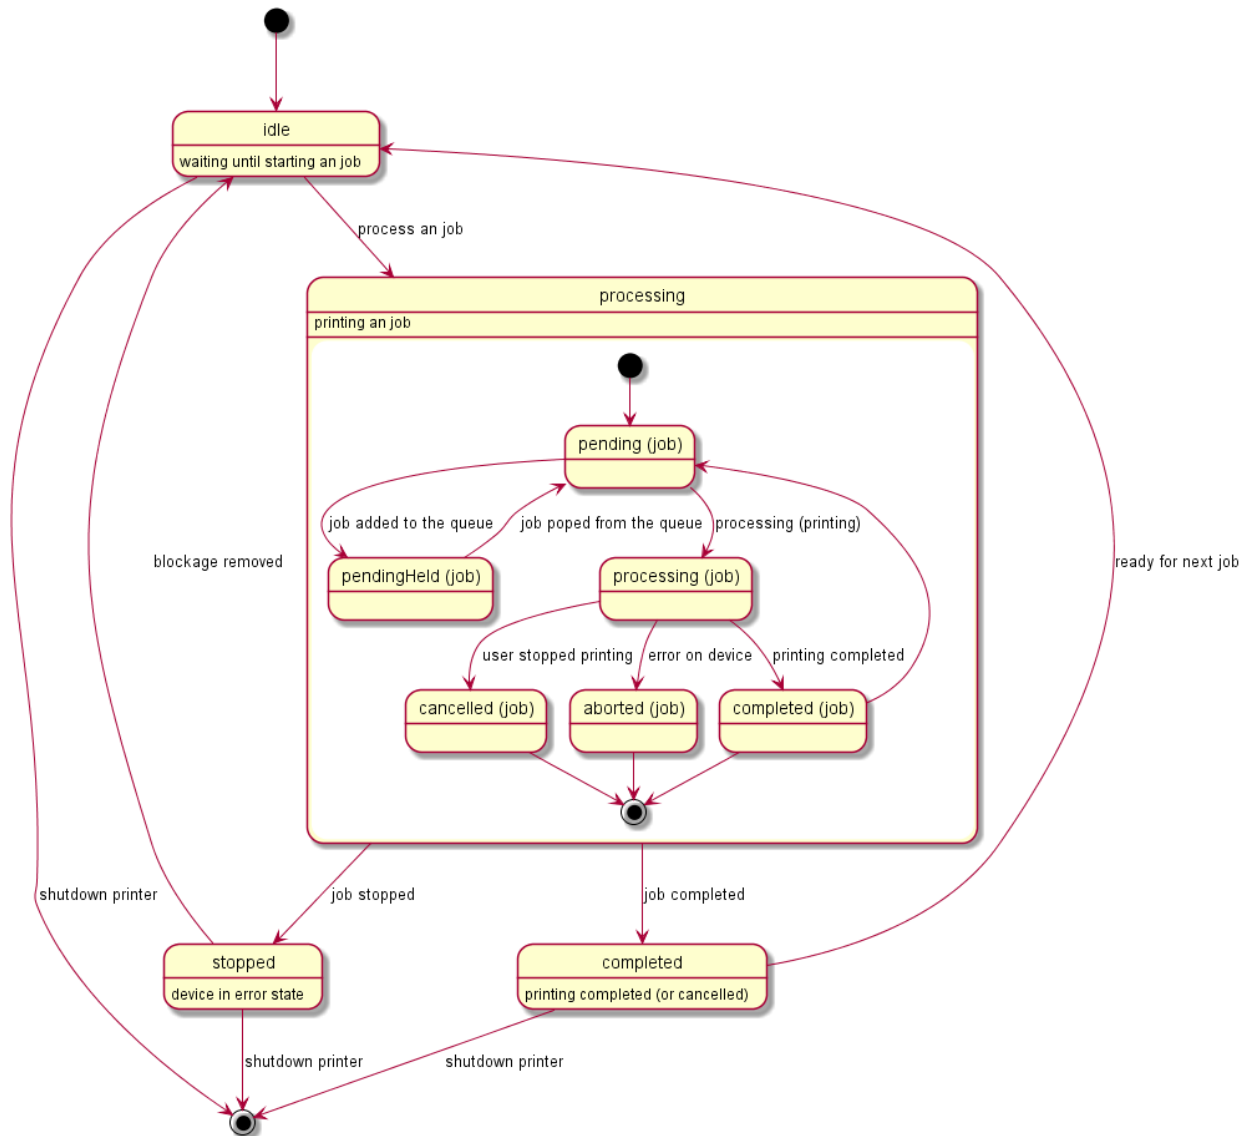 idle
waiting until starting an job
process an job
processing
printing an job
pending (job)
job added to the queue
job poped from the queue
processing (printing)
blockage removed
ready for next job
pendingHeld (job)
processing (job)
user stopped printing
error on device
printing completed
cancelled (job)
aborted (job)
completed (job)
shutdown printer
job stopped
job completed
stopped
device in error state
completed
printing completed (or cancelled)
shutdown printer
shutdown printer